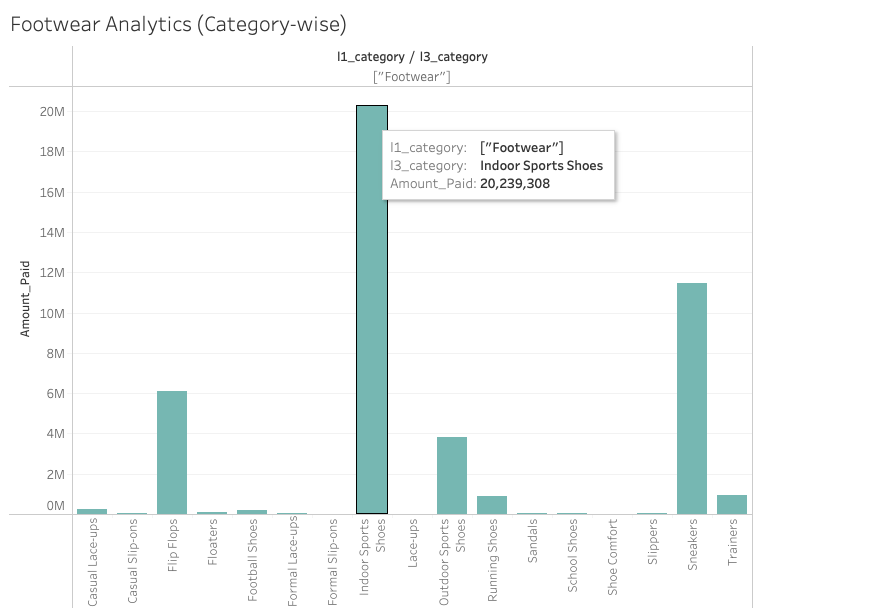 Footwear Analytics (Category-wise)
l1_category / l3_category
["Footwear"]
20M
18M
16M
14M
12M
10M
8M
6M
4M
2M
0M
Amount_Paid
l1_category: ["Footwear"]
l3_category: Indoor Sports Shoes
Amount_Paid: 20,239,308
Casual Lace-ups
Casual Slip-ons
Flip Flops
Floaters
Football Shoes
Formal Lace-ups
Formal Slip-ons
Indoor Sports
Shoes
Lace-ups
Outdoor Sports
Shoes
Running Shoes
Sandals
School Shoes
Shoe Comfort
Slippers
Sneakers
Trainers